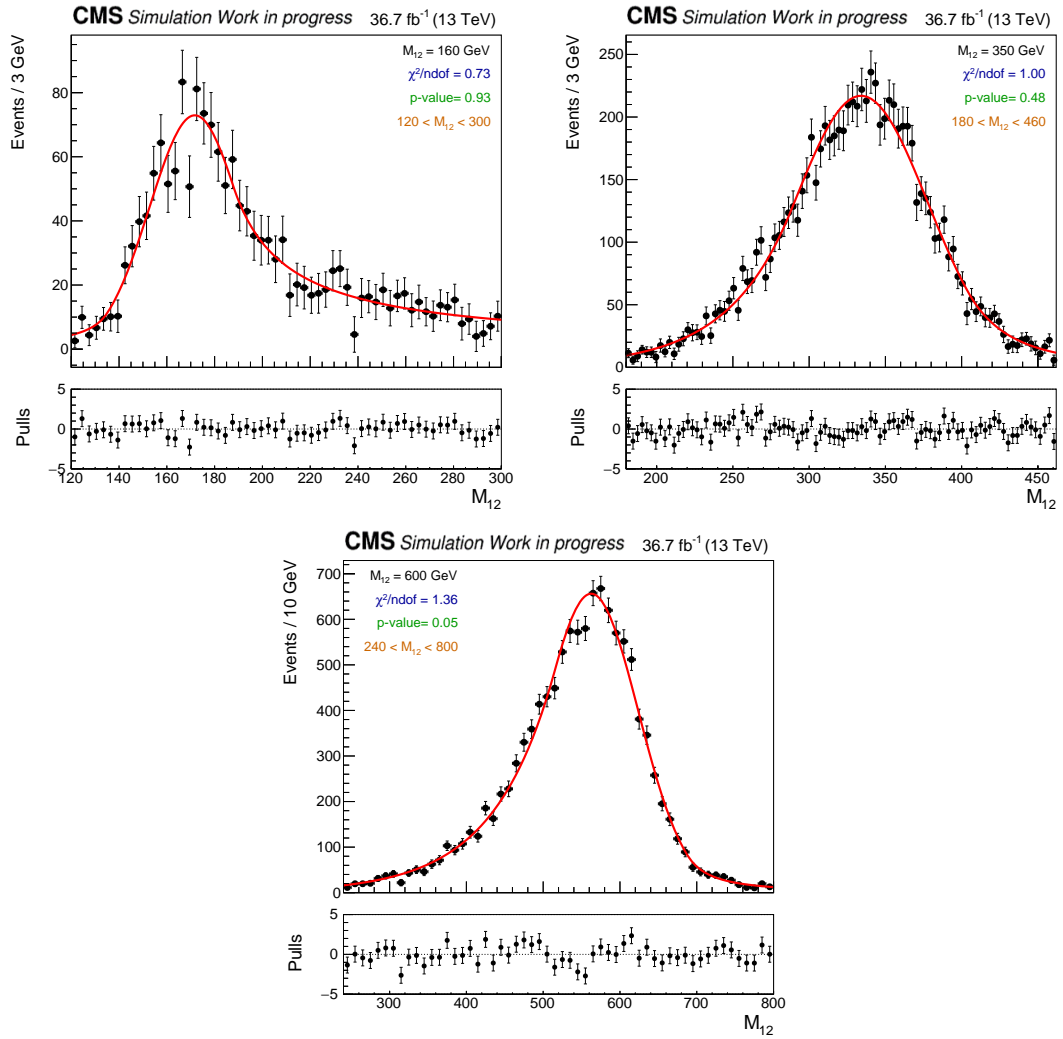 CMS Simulation Work in progress 36.7 fb⁻¹ (13 TeV)
Events / 3 GeV
M₁₂ = 160 GeV
χ²/ndof = 0.73
p-value= 0.93
120 < M₁₂ < 300
80
60
40
20
0
Pulls
5
0
−5
120 140 160 180 200 220 240 260 280 300
M₁₂
CMS Simulation Work in progress 36.7 fb⁻¹ (13 TeV)
Events / 3 GeV
M₁₂ = 350 GeV
χ²/ndof = 1.00
p-value= 0.48
180 < M₁₂ < 460
250
200
150
100
50
0
Pulls
5
0
−5
200 250 300 350 400 450
M₁₂
CMS Simulation Work in progress 36.7 fb⁻¹ (13 TeV)
Events / 10 GeV
M₁₂ = 600 GeV
χ²/ndof = 1.36
p-value= 0.05
240 < M₁₂ < 800
700
600
500
400
300
200
100
0
Pulls
5
0
−5
300 400 500 600 700 800
M₁₂